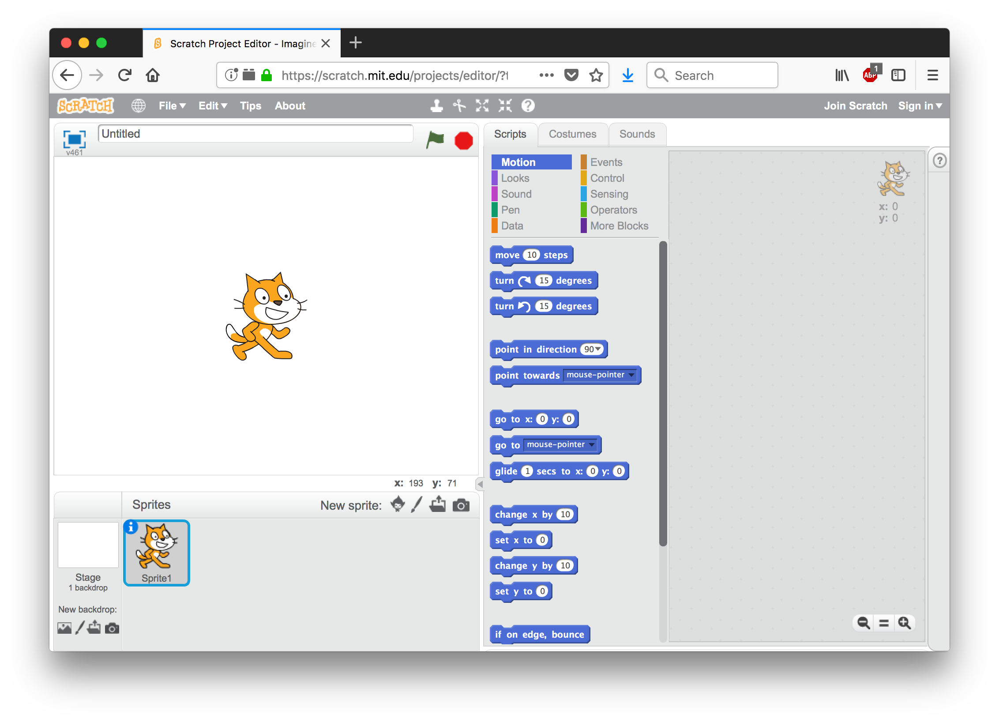 Scratch Project Editor - Imagine
https://scratch.mit.edu/projects/editor/?t
Search
ABP
1
SCRATCH
File
Edit
Tips
About
Join Scratch
Sign in
v461
Untitled
Scripts
Costumes
Sounds
Motion
Events
Looks
Control
Sound
Sensing
Pen
Operators
Data
More Blocks
x: 0
y: 0
move 10 steps
turn 15 degrees
turn 15 degrees
point in direction 90
point towards mouse-pointer
go to x: 0 y: 0
go to mouse-pointer
glide 1 secs to x: 0 y: 0
change x by 10
set x to 0
change y by 10
set y to 0
if on edge, bounce
x: 193 y: 71
Sprites
New sprite:
Stage
1 backdrop
Sprite1
New backdrop: